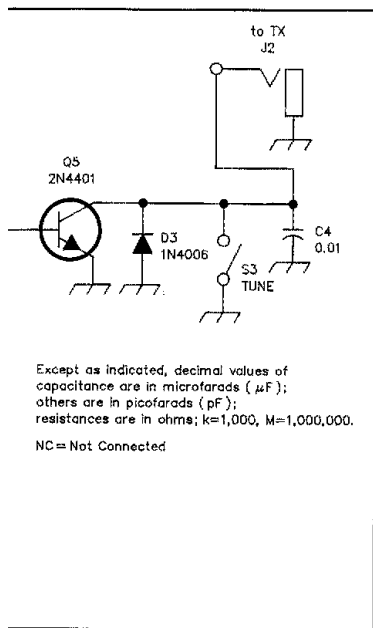 to TX
J2
Q5
2N4401
D3
1N4006
S3
TUNE
C4
0.01
Except as indicated, decimal values of
capacitance are in microfarads ( μF);
others are in picofarads ( pF);
resistances are in ohms; k=1,000, M=1,000,000.
NC = Not Connected